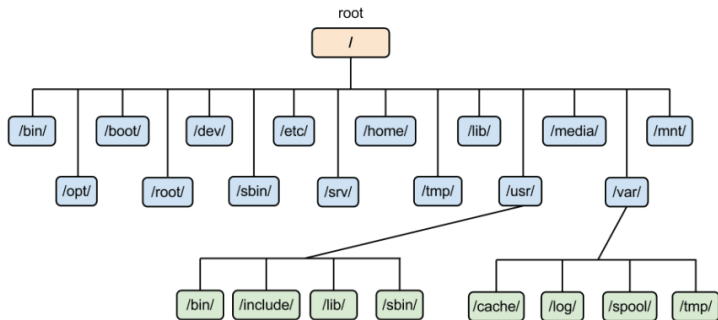 root
/
/bin/ /boot/ /dev/ /etc/ /home/ /lib/ /media/ /mnt/
/opt/ /root/ /sbin/ /srv/ /tmp/ /usr/ /var/
/bin/ /include/ /lib/ /sbin/ /cache/ /log/ /spool/ /tmp/